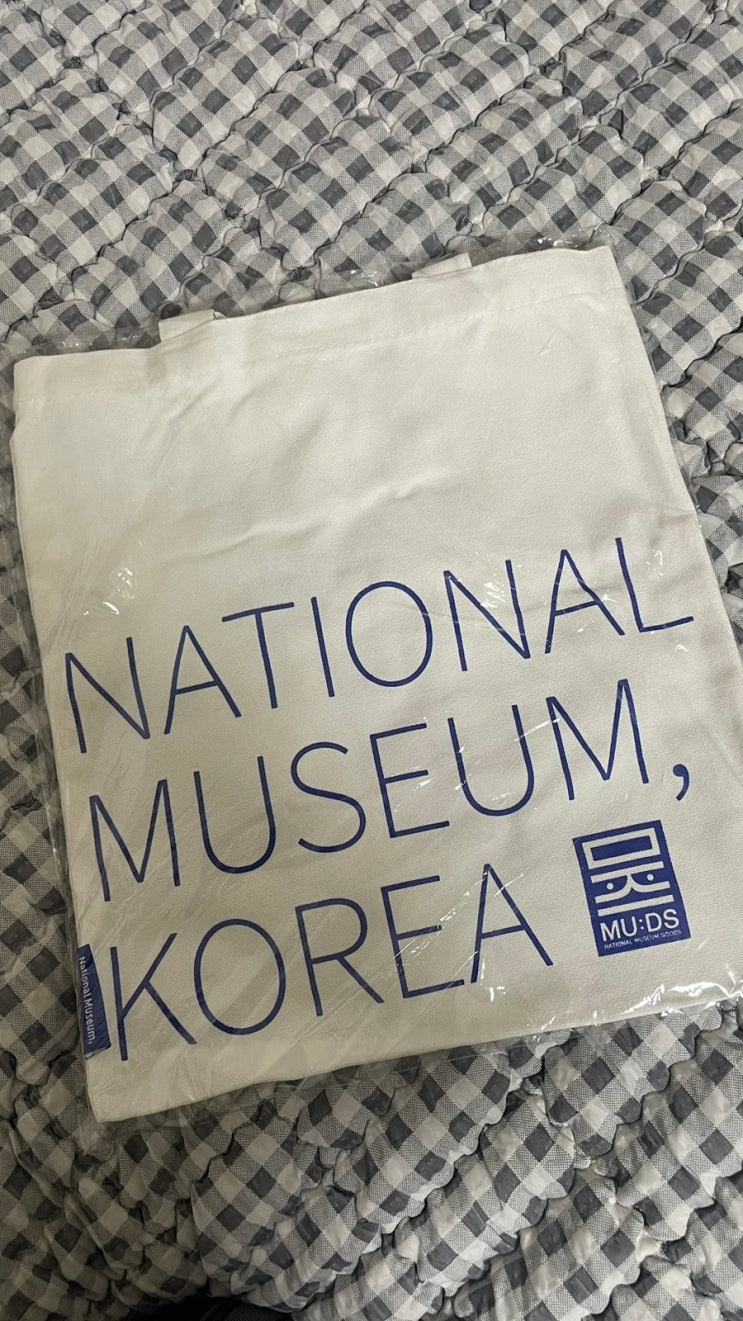 NATIONAL
MUSEUM,
KOREA
MU:DS
NATIONAL MUSEUM GOODS
National Museum,